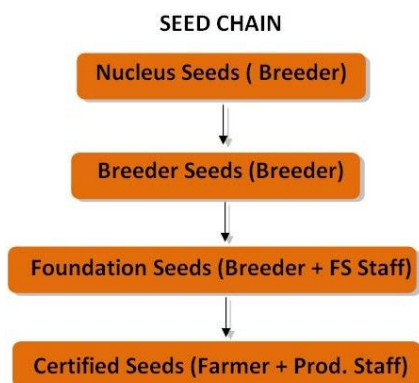 SEED CHAIN
Nucleus Seeds ( Breeder)
Breeder Seeds (Breeder)
Foundation Seeds (Breeder + FS Staff)
Certified Seeds (Farmer + Prod. Staff)